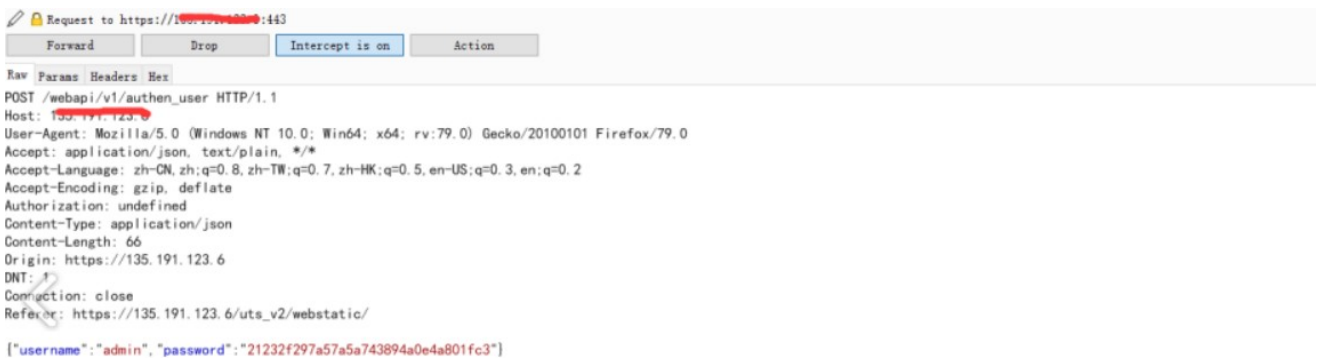 Request to https:// :443
Forward Drop Intercept is on Action
Raw Params Headers Hex
POST /webapi/v1/authen_user HTTP/1.1
Host:
User-Agent: Mozilla/5.0 (Windows NT 10.0; Win64; x64; rv:79.0) Gecko/20100101 Firefox/79.0
Accept: application/json, text/plain, */*
Accept-Language: zh-CN,zh;q=0.8,zh-TW;q=0.7,zh-HK;q=0.5,en-US;q=0.3,en;q=0.2
Accept-Encoding: gzip, deflate
Authorization: undefined
Content-Type: application/json
Content-Length: 66
Origin: https://135.191.123.6
DNT: 1
Connection: close
Referer: https://135.191.123.6/uts_v2/webstatic/
{"username":"admin","password":"21232f297a57a5a743894a0e4a801fc3"}